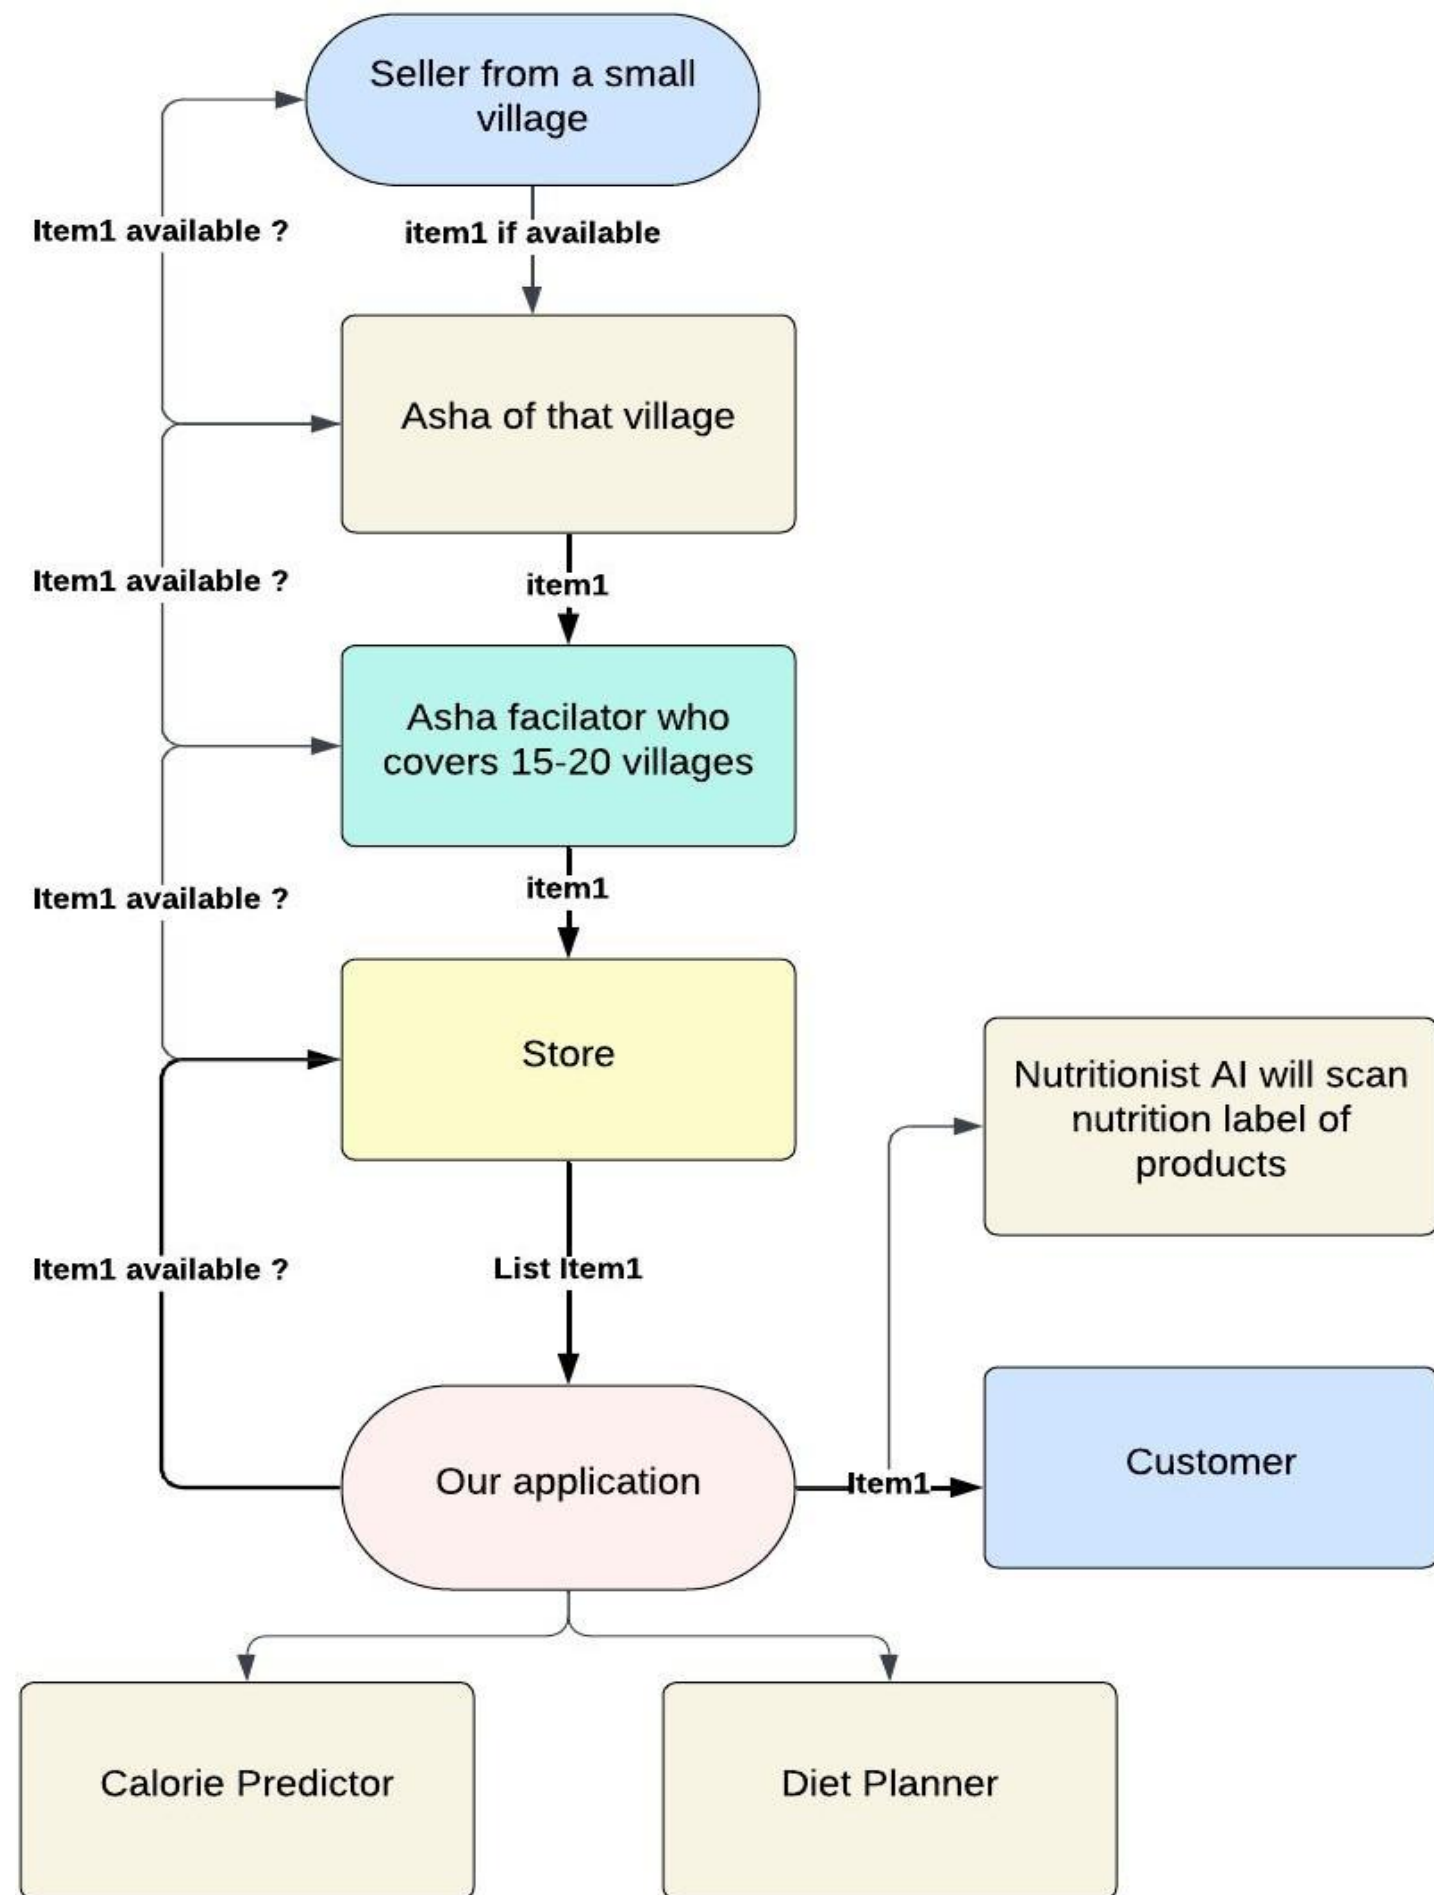 Seller from a small
village
Item1 available ?
item1 if available
Asha of that village
Item1 available ?
item1
Asha facilator who
covers 15-20 villages
Item1 available ?
item1
Store
Nutritionist AI will scan
nutrition label of
products
Item1 available ?
List Item1
Our application
Item1
Customer
Calorie Predictor
Diet Planner